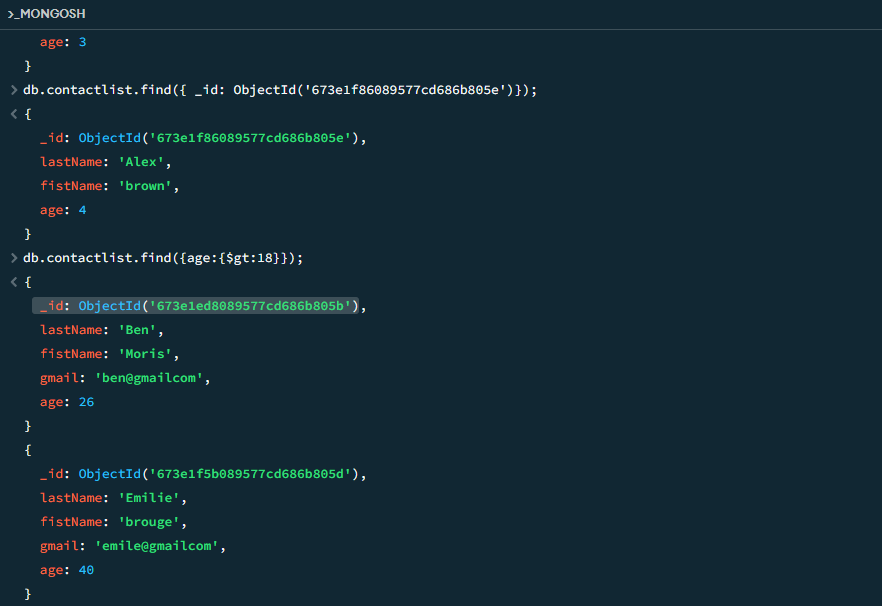 >_MONGOSH
age: 3
}
> db.contactlist.find({ _id: ObjectId('673e1f86089577cd686b805e')});
< {
_id: ObjectId('673e1f86089577cd686b805e'),
lastName: 'Alex',
fistName: 'brown',
age: 4
}
> db.contactlist.find({age:{$gt:18}});
< {
_id: ObjectId('673e1ed8089577cd686b805b'),
lastName: 'Ben',
fistName: 'Moris',
gmail: 'ben@gmailcom',
age: 26
}
{
_id: ObjectId('673e1f5b089577cd686b805d'),
lastName: 'Emilie',
fistName: 'brouge',
gmail: 'emile@gmailcom',
age: 40
}